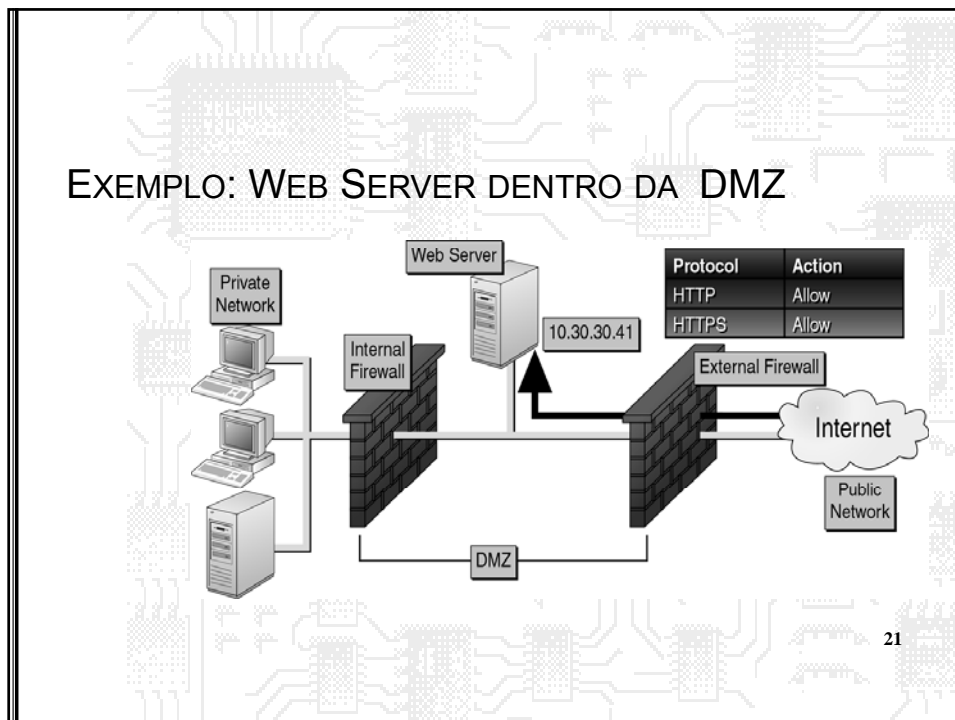 EXEMPLO: WEB SERVER DENTRO DA DMZ
Web Server
Protocol Action
HTTP Allow
HTTPS Allow
Private
Network
10.30.30.41
Internal
Firewall
External Firewall
Internet
Public
Network
DMZ
21